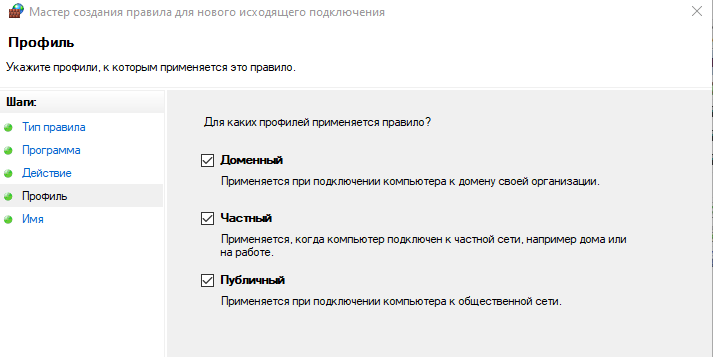 Мастер создания правила для нового исходящего подключения
Профиль
Укажите профили, к которым применяется это правило.
Шаги:
Тип правила
Программа
Действие
Профиль
Имя
Для каких профилей применяется правило?
Доменный
Применяется при подключении компьютера к домену своей организации.
Частный
Применяется, когда компьютер подключен к частной сети, например дома или
на работе.
Публичный
Применяется при подключении компьютера к общественной сети.